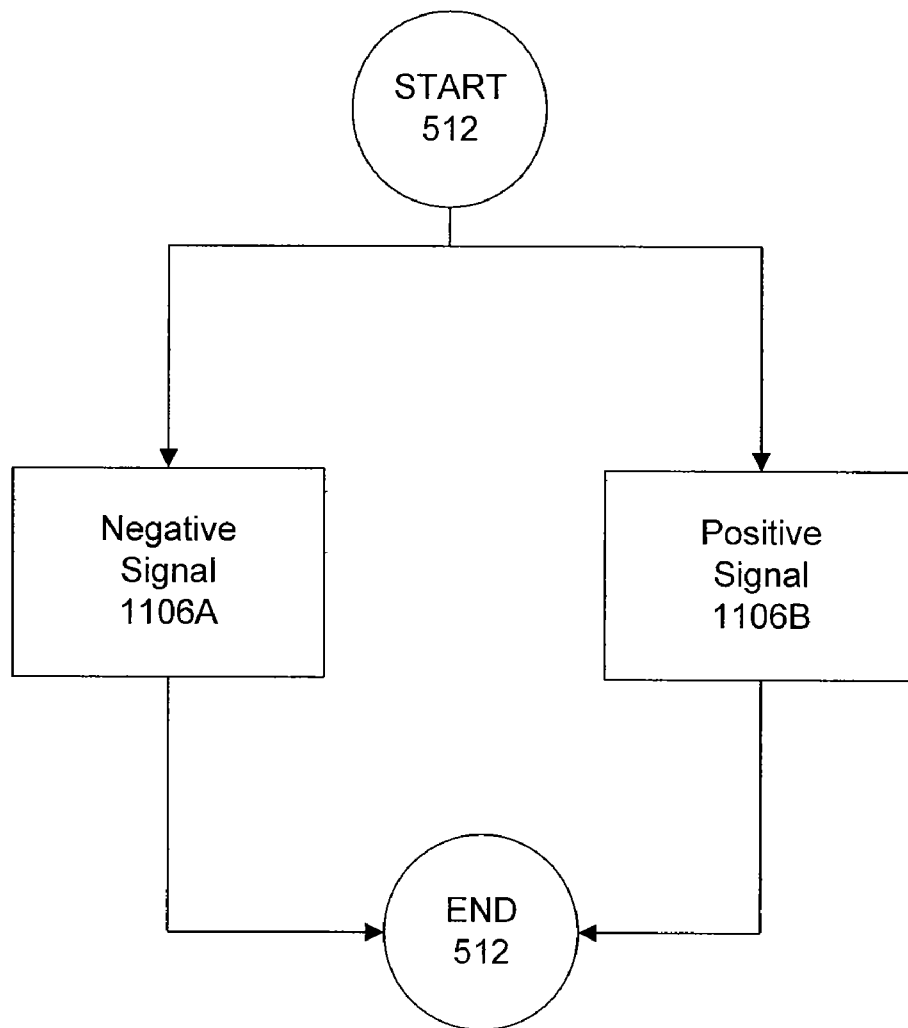 START
512
Negative
Signal
1106A
Positive
Signal
1106B
END
512